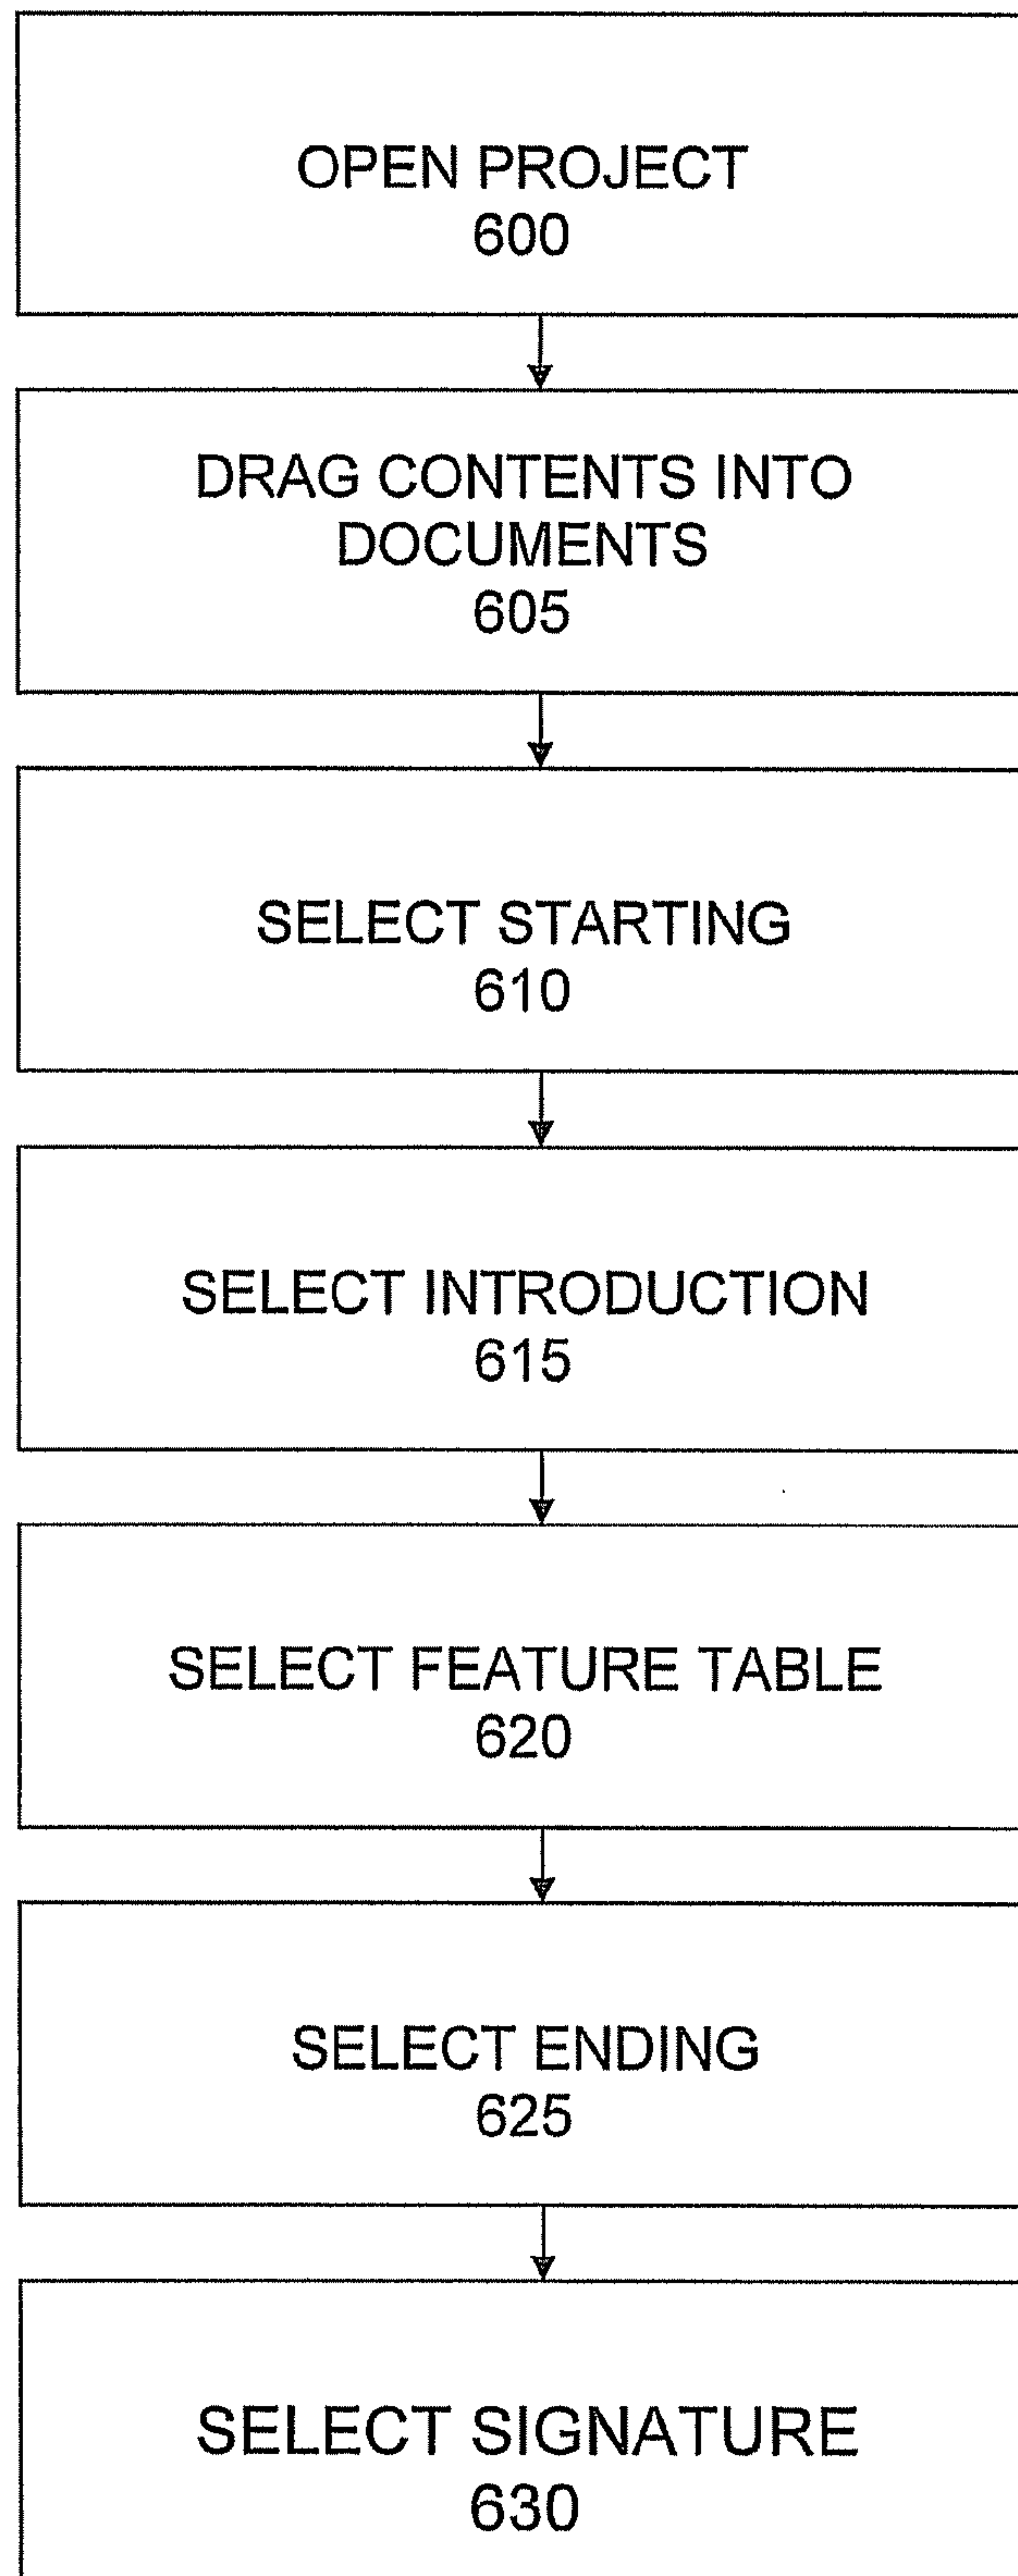 OPEN PROJECT
600
DRAG CONTENTS INTO
DOCUMENTS
605
SELECT STARTING
610
SELECT INTRODUCTION
615
SELECT FEATURE TABLE
620
SELECT ENDING
625
SELECT SIGNATURE
630